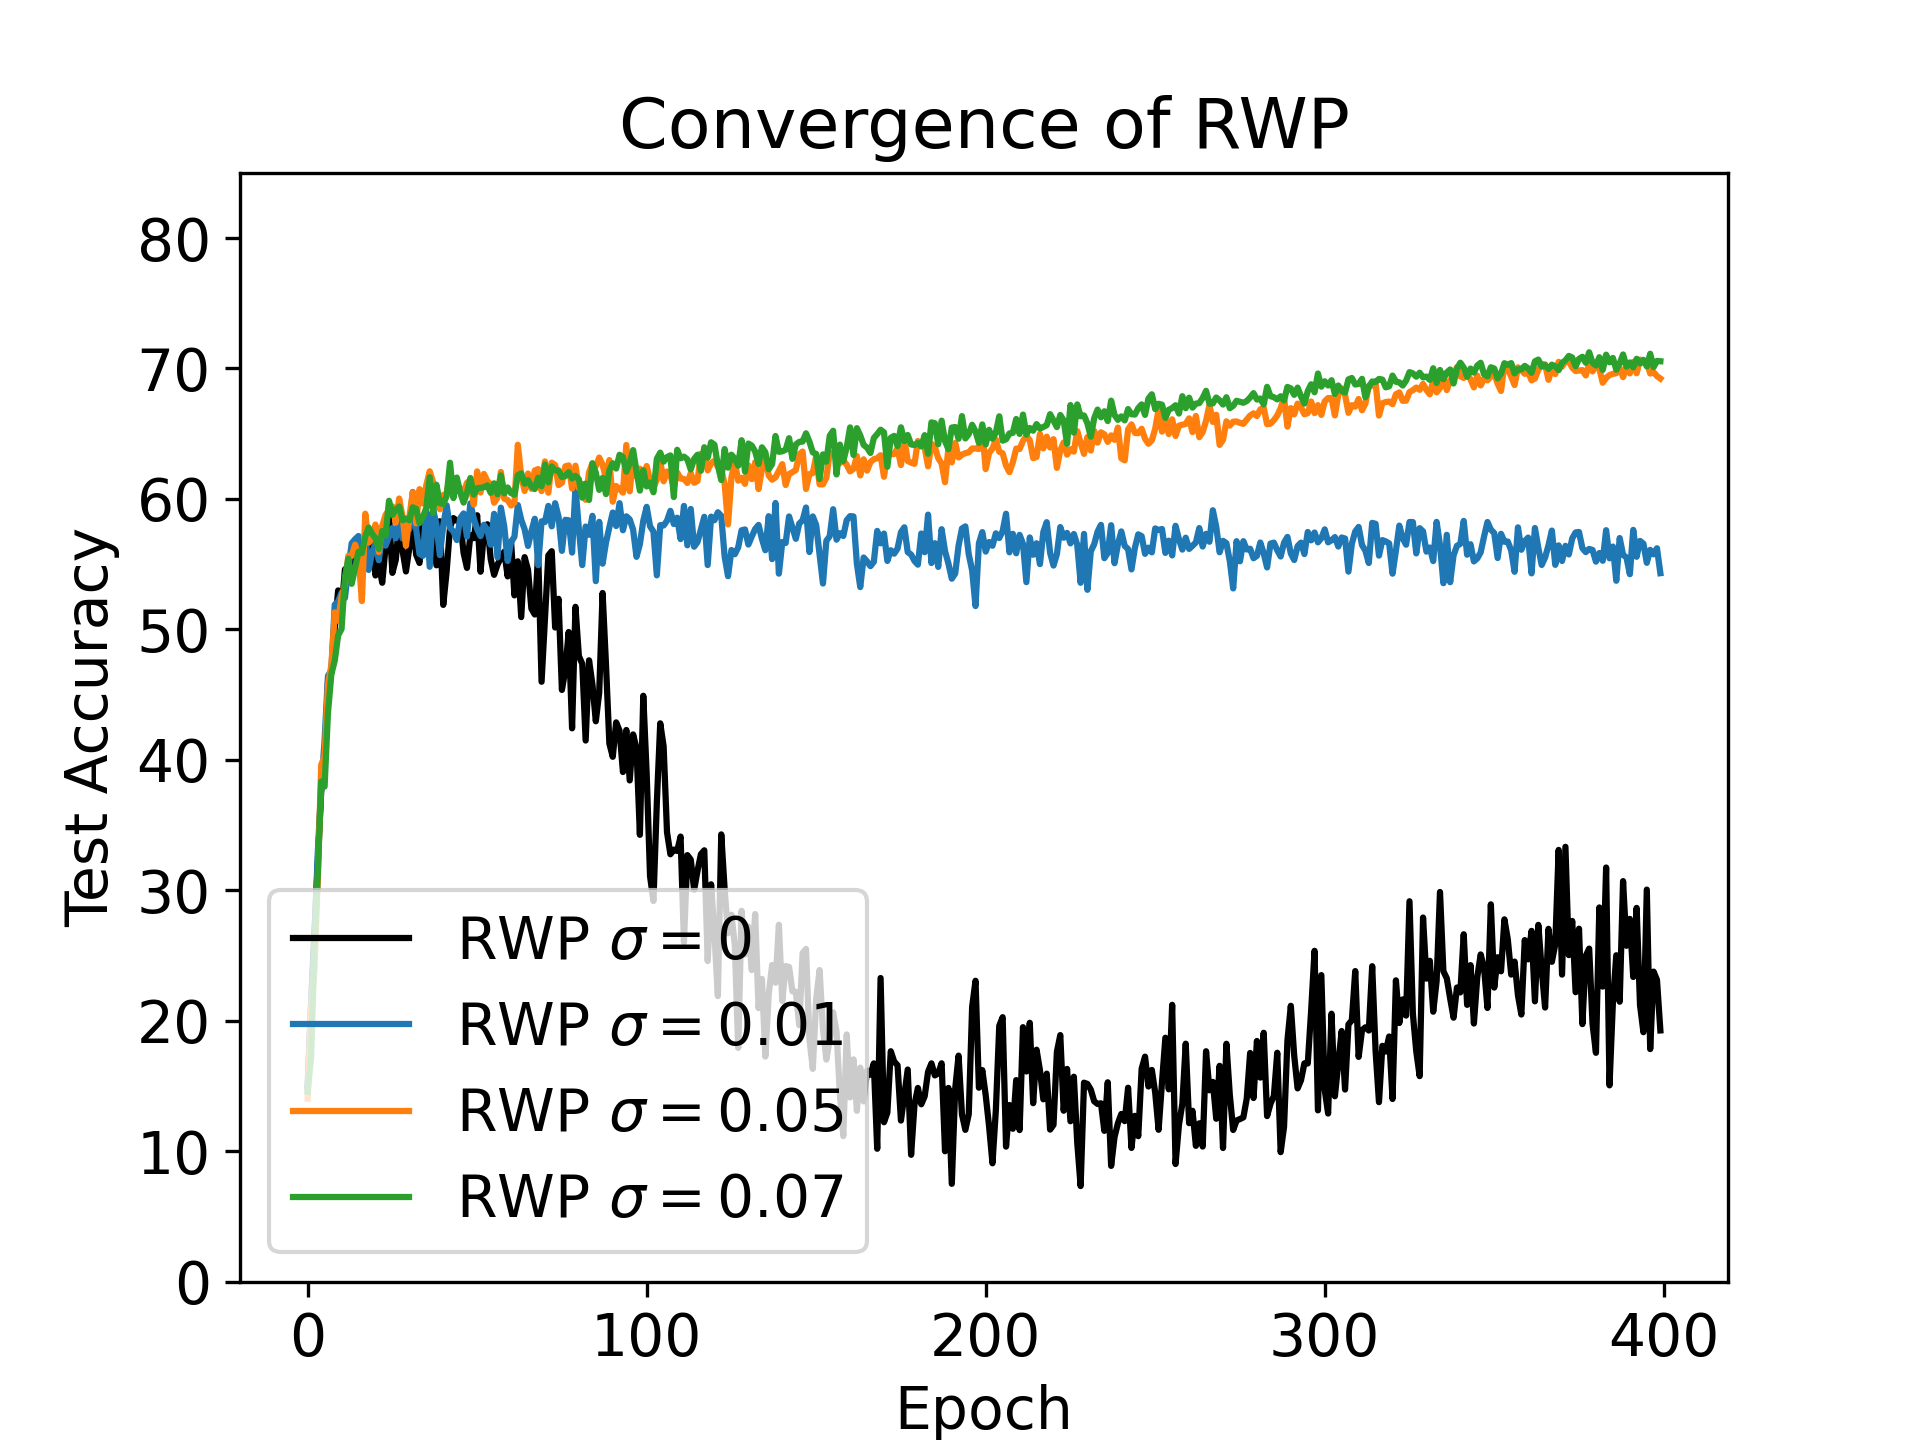 Convergence of RWP
Test Accuracy
80
70
60
50
40
30
20
10
0
RWP σ = 0
RWP σ = 0.01
RWP σ = 0.05
RWP σ = 0.07
0 100 200 300 400
Epoch